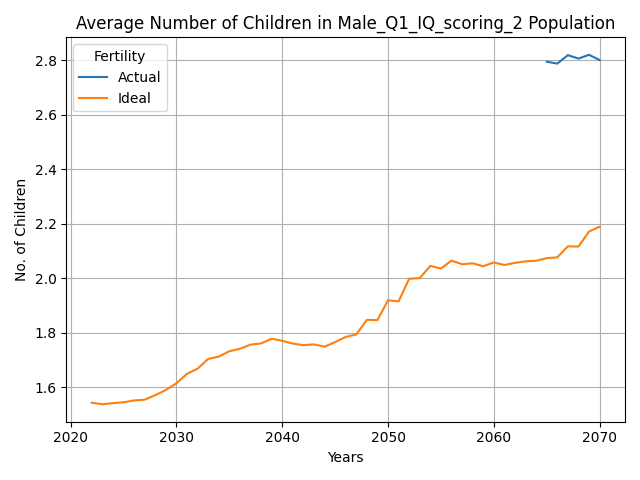 Average Number of Children in Male_Q1_IQ_scoring_2 Population
Fertility
Actual
Ideal
No. of Children
2.8
2.6
2.4
2.2
2.0
1.8
1.6
2020 2030 2040 2050 2060 2070
Years